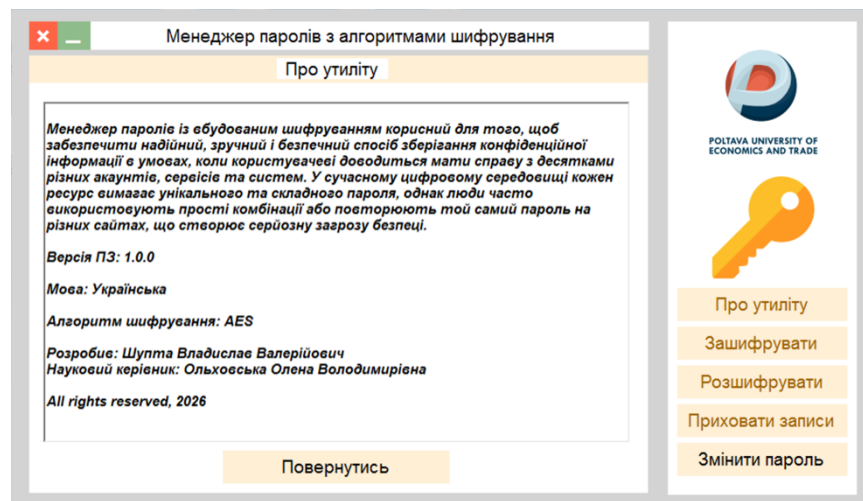 Менеджер паролів з алгоритмами шифрування
Про утиліту
Менеджер паролів із вбудованим шифруванням корисний для того, щоб
забезпечити надійний, зручний і безпечний спосіб зберігання конфіденційної
інформації в умовах, коли користувачеві доводиться мати справу з десятками
різних акаунтів, сервісів та систем. У сучасному цифровому середовищі кожен
ресурс вимагає унікального та складного пароля, однак люди часто
використовують прості комбінації або повторюють той самий пароль на
різних сайтах, що створює серйозну загрозу безпеці.
Версія ПЗ: 1.0.0
Мова: Українська
Алгоритм шифрування: AES
Розробив: Шупта Владислав Валерійович
Науковий керівник: Ольховська Олена Володимирівна
All rights reserved, 2026
Повернутись
POLTAVA UNIVERSITY OF
ECONOMICS AND TRADE
Про утиліту
Зашифрувати
Розшифрувати
Приховати записи
Змінити пароль